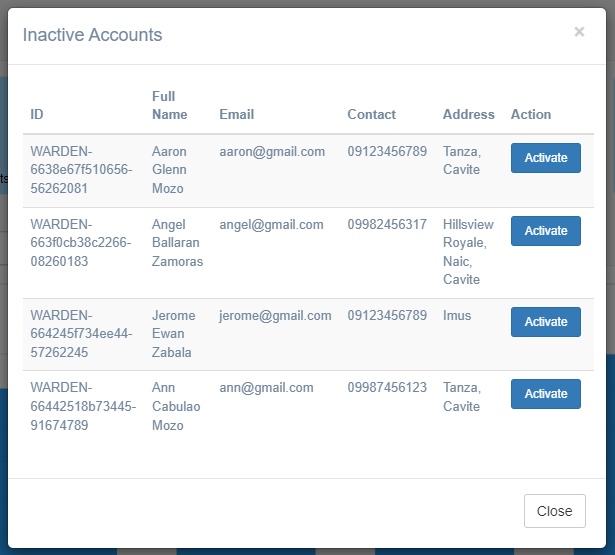 Inactive Accounts ×
ID Full Name Email Contact Address Action
WARDEN- Aaron aaron@gmail.com 09123456789 Tanza, Activate
6638e67f510656- Glenn Cavite
56262081 Mozo
WARDEN- Angel angel@gmail.com 09982456317 Hillsview Activate
663f0cb38c2266- Ballaran Royale,
08260183 Zamoras Naic,
Cavite
WARDEN- Jerome jerome@gmail.com 09123456789 Imus Activate
664245f734ee44- Ewan
57262245 Zabala
WARDEN- Ann ann@gmail.com 09987456123 Tanza, Activate
66442518b73445- Cabulao Cavite
91674789 Mozo
Close